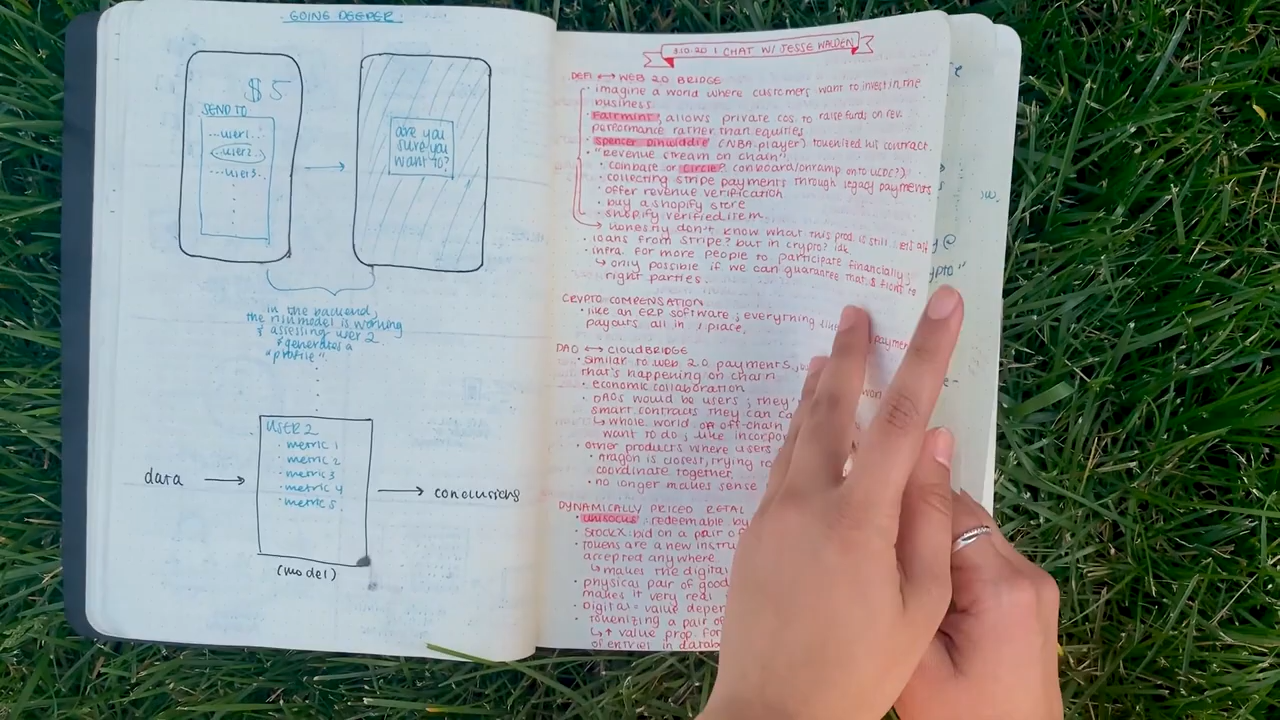 GOING DEEPER
$5
SEND TO
...user1..
..user2..
...user3..
are you
sure you
want to?
in the backend,
the risk model is working
& assessing user 2
& generates a
"profile".
USER 2
· metric 1
· metric 2
· metric 3
· metric 4
· metric 5
data
conclusions
(model)
3.10.20 | CHAT W/ JESSE WALDEN
DEFI ↔ WEB 2.0 BRIDGE
· imagine a world where customers want to invest in the
business
· Fairmint, allows private cos. to raise funds on rev.
performance rather than equities
· Spencer Dinwiddie (NBA player) tokenized his contract.
· "revenue stream on chain"
· coinbase or circle? (onboard/onramp onto UCDC?)
· collecting stripe payments through legacy payments
· offer revenue verification
· buy a shopify store
· shopify verified item
→ honestly don't know what this prod. is still
· loans from stripe? but in crypto? idk
· infra. for more people to participate financially;
↳ only possible if we can guarantee that $ tight to
right parties.
CRYPTO COMPENSATION
· like an ERP software; everything like
payment
payouts all in 1 place.
DAO ↔ CLOUD BRIDGE
· similar to web 2.0 payments,
that's happening on chain
· economic collaboration
· DAOs would be users; they'
smart contracts they can ca
↳ whole world of off-chain
want to do; like incorpo
· other products where users
· aragon is closest, trying to
coordinate together
· no longer makes sense
DYNAMICALLY PRICED RETAL
· unisocks: redeemable by
· StockX: bid on a pair of
· tokens are a new instru
accepted anywhere
↳ makes the digital
· physical pair of good
makes it very real
· Digital = value depen
· tokenizing a pair of
↳ ↑ value prop. for
of entries in datab